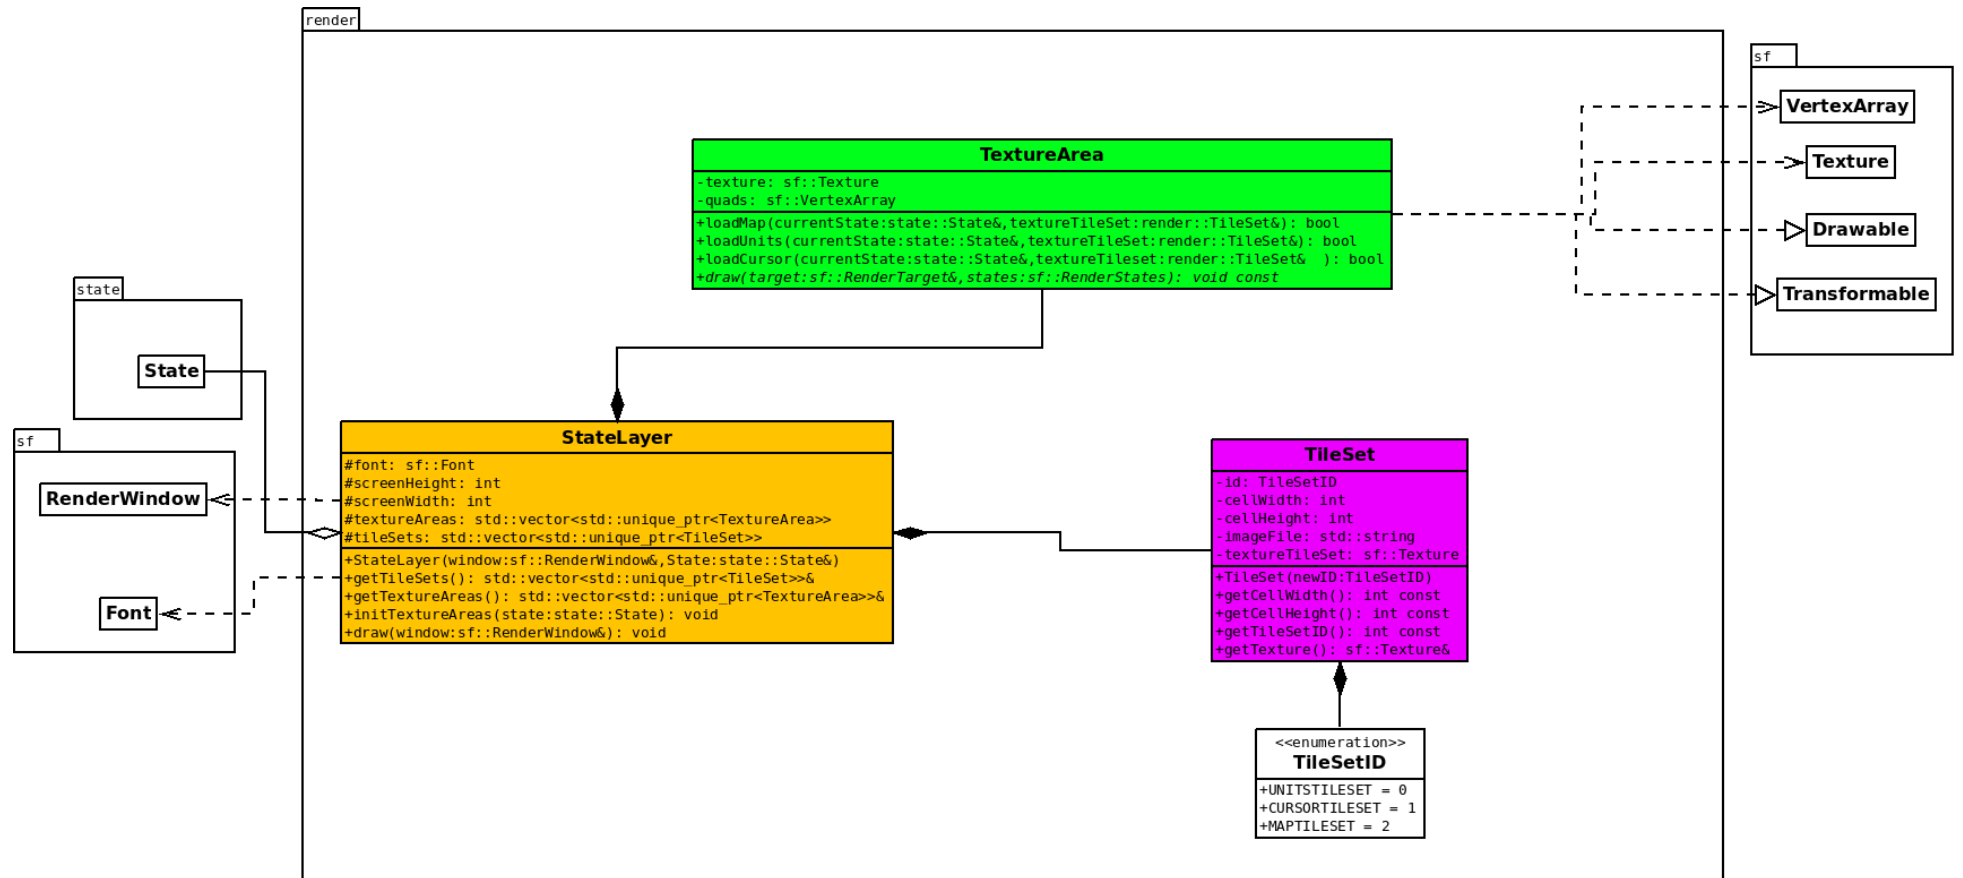 render
sf
VertexArray
Texture
Drawable
Transformable
TextureArea
-texture: sf::Texture
-quads: sf::VertexArray
+loadMap(currentState:state::State&,textureTileSet:render::TileSet&): bool
+loadUnits(currentState:state::State&,textureTileSet:render::TileSet&): bool
+loadCursor(currentState:state::State&,textureTileset:render::TileSet&  ): bool
+draw(target:sf::RenderTarget&,states:sf::RenderStates): void const
state
State
sf
RenderWindow
Font
StateLayer
#font: sf::Font
#screenHeight: int
#screenWidth: int
#textureAreas: std::vector<std::unique_ptr<TextureArea>>
#tileSets: std::vector<std::unique_ptr<TileSet>>
+StateLayer(window:sf::RenderWindow&,State:state::State&)
+getTileSets(): std::vector<std::unique_ptr<TileSet>>&
+getTextureAreas(): std::vector<std::unique_ptr<TextureArea>>&
+initTextureAreas(state:state::State): void
+draw(window:sf::RenderWindow&): void
TileSet
-id: TileSetID
-cellWidth: int
-cellHeight: int
-imageFile: std::string
-textureTileSet: sf::Texture
+TileSet(newID:TileSetID)
+getCellWidth(): int const
+getCellHeight(): int const
+getTileSetID(): int const
+getTexture(): sf::Texture&
<<enumeration>>
TileSetID
+UNITSTILESET = 0
+CURSORTILESET = 1
+MAPTILESET = 2